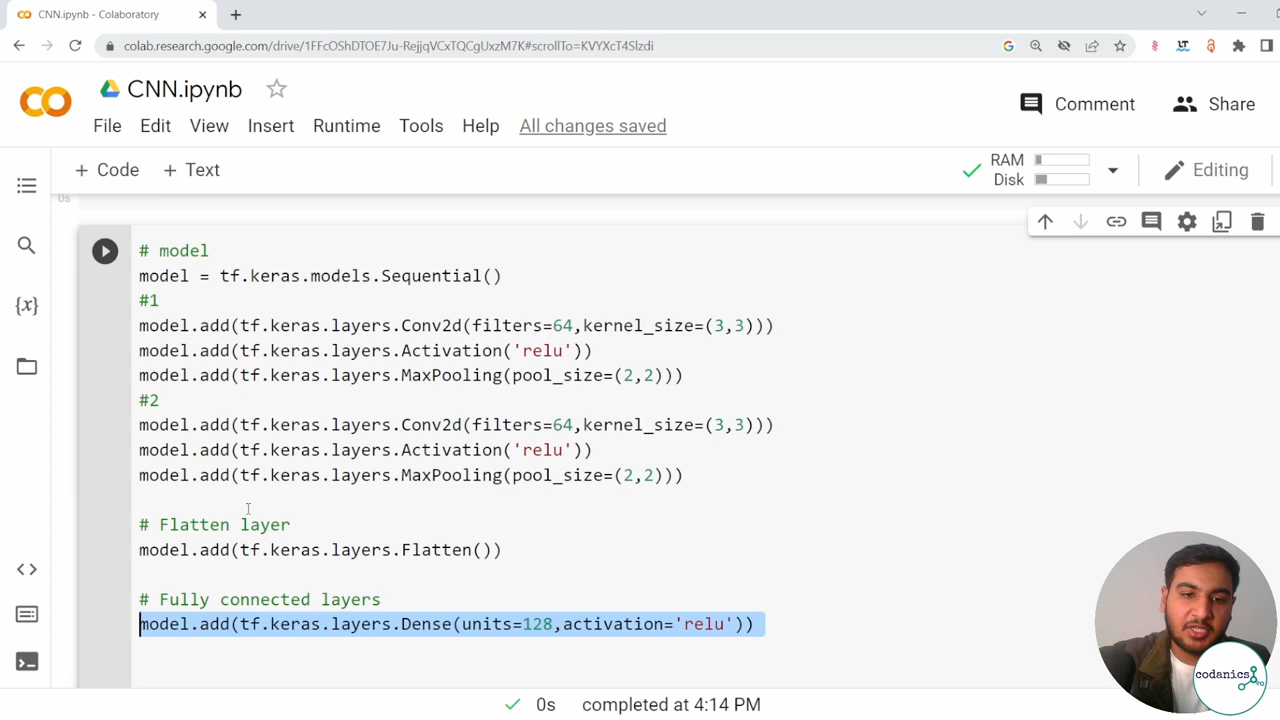 CNN.ipynb - Colaboratory
colab.research.google.com/drive/1FFcOShDTOE7Ju-RejjqVCxTQCgUxzM7K#scrollTo=KVYXcT4Slzdi
CNN.ipynb
Comment
Share
File Edit View Insert Runtime Tools Help All changes saved
+ Code + Text
RAM
Disk
Editing
0s
# model
model = tf.keras.models.Sequential()
#1
model.add(tf.keras.layers.Conv2d(filters=64,kernel_size=(3,3)))
model.add(tf.keras.layers.Activation('relu'))
model.add(tf.keras.layers.MaxPooling(pool_size=(2,2)))
#2
model.add(tf.keras.layers.Conv2d(filters=64,kernel_size=(3,3)))
model.add(tf.keras.layers.Activation('relu'))
model.add(tf.keras.layers.MaxPooling(pool_size=(2,2)))
# Flatten layer
model.add(tf.keras.layers.Flatten())
# Fully connected layers
model.add(tf.keras.layers.Dense(units=128,activation='relu'))
codanics
0s completed at 4:14 PM